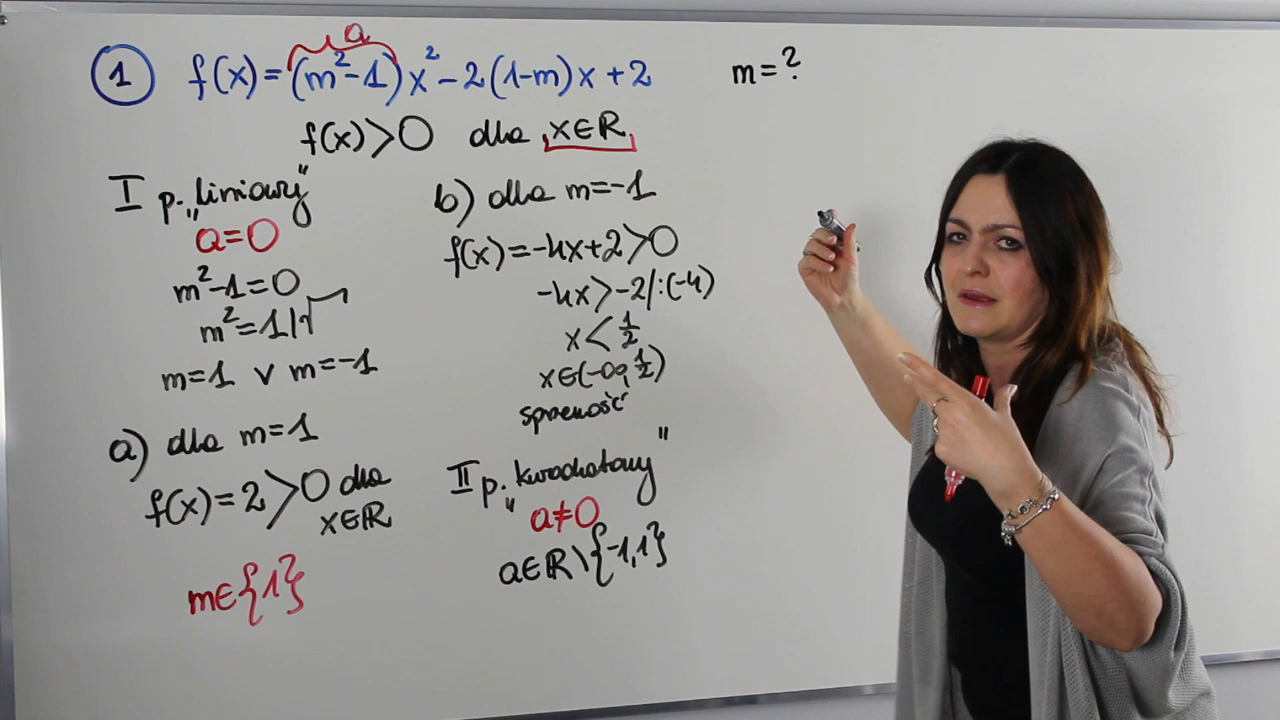 1 f(x)=(m²-1)x²-2(1-m)x+2
a
m=?
f(x)>0 dla x∈ℝ
I p. „liniowy"
a=0
m²-1=0
m²=1|√
m=1 ∨ m=-1
a) dla m=1
f(x)=2>0 dla
x∈ℝ
m∈{1}
b) dla m=-1
f(x)=-4x+2>0
-4x>-2|:(-4)
x<1/2
x∈(-∞,1/2)
sprzeczność
II p. „kwadratowy"
a≠0
a∈ℝ\{-1,1}